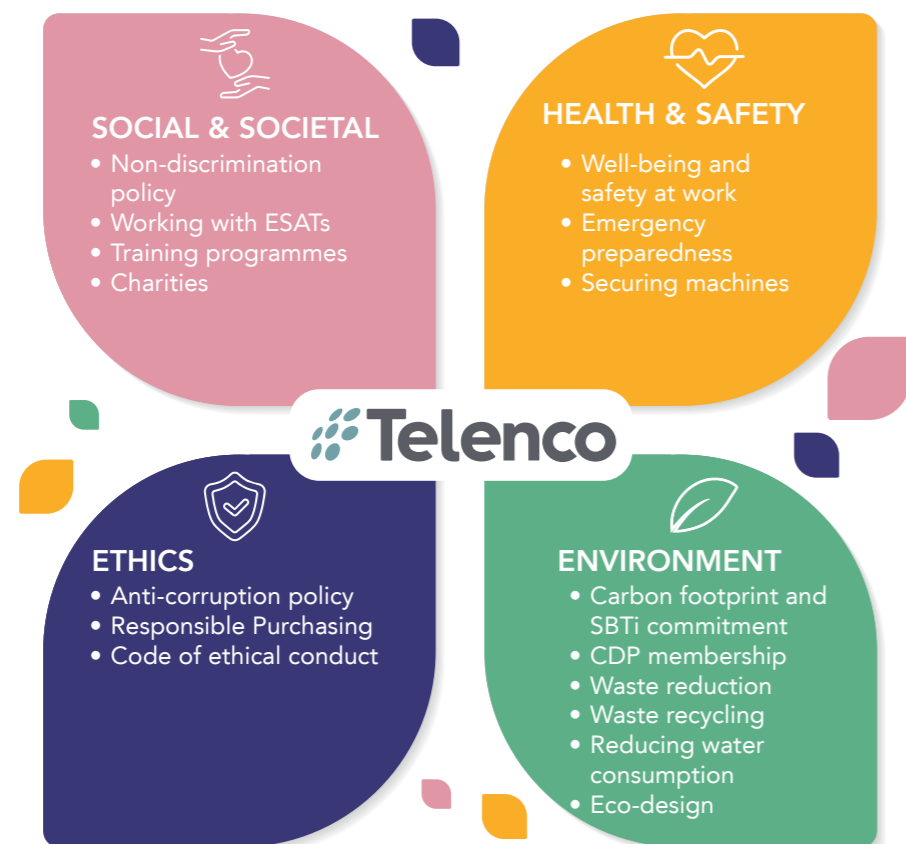 SOCIAL & SOCIETAL
• Non-discrimination
policy
• Working with ESATs
• Training programmes
• Charities
HEALTH & SAFETY
• Well-being and
safety at work
• Emergency
preparedness
• Securing machines
Telenco
ETHICS
• Anti-corruption policy
• Responsible Purchasing
• Code of ethical conduct
ENVIRONMENT
• Carbon footprint and
SBTi commitment
• CDP membership
• Waste reduction
• Waste recycling
• Reducing water
consumption
• Eco-design